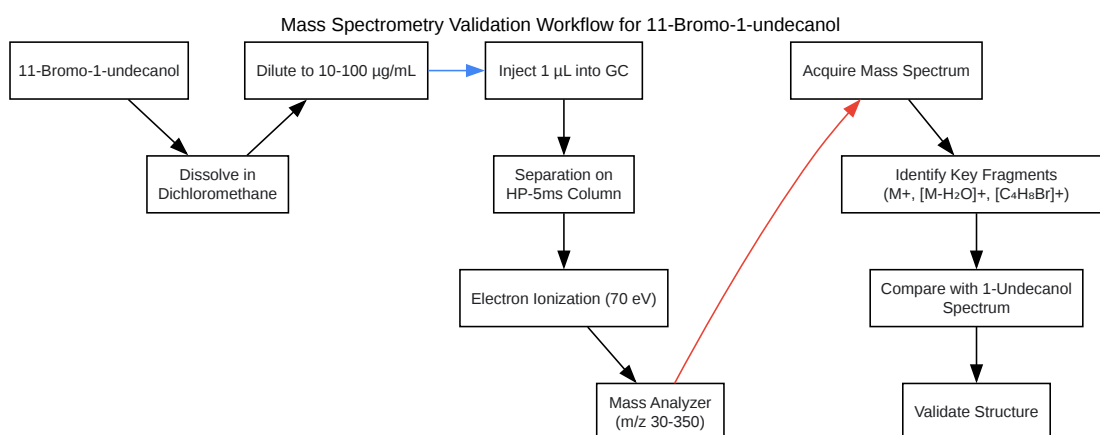 Mass Spectrometry Validation Workflow for 11-Bromo-1-undecanol
11-Bromo-1-undecanol
Dissolve in
Dichloromethane
Dilute to 10-100 µg/mL
Inject 1 µL into GC
Separation on
HP-5ms Column
Electron Ionization (70 eV)
Mass Analyzer
(m/z 30-350)
Acquire Mass Spectrum
Identify Key Fragments
(M+, [M-H₂O]+, [C₄H₈Br]+)
Compare with 1-Undecanol
Spectrum
Validate Structure